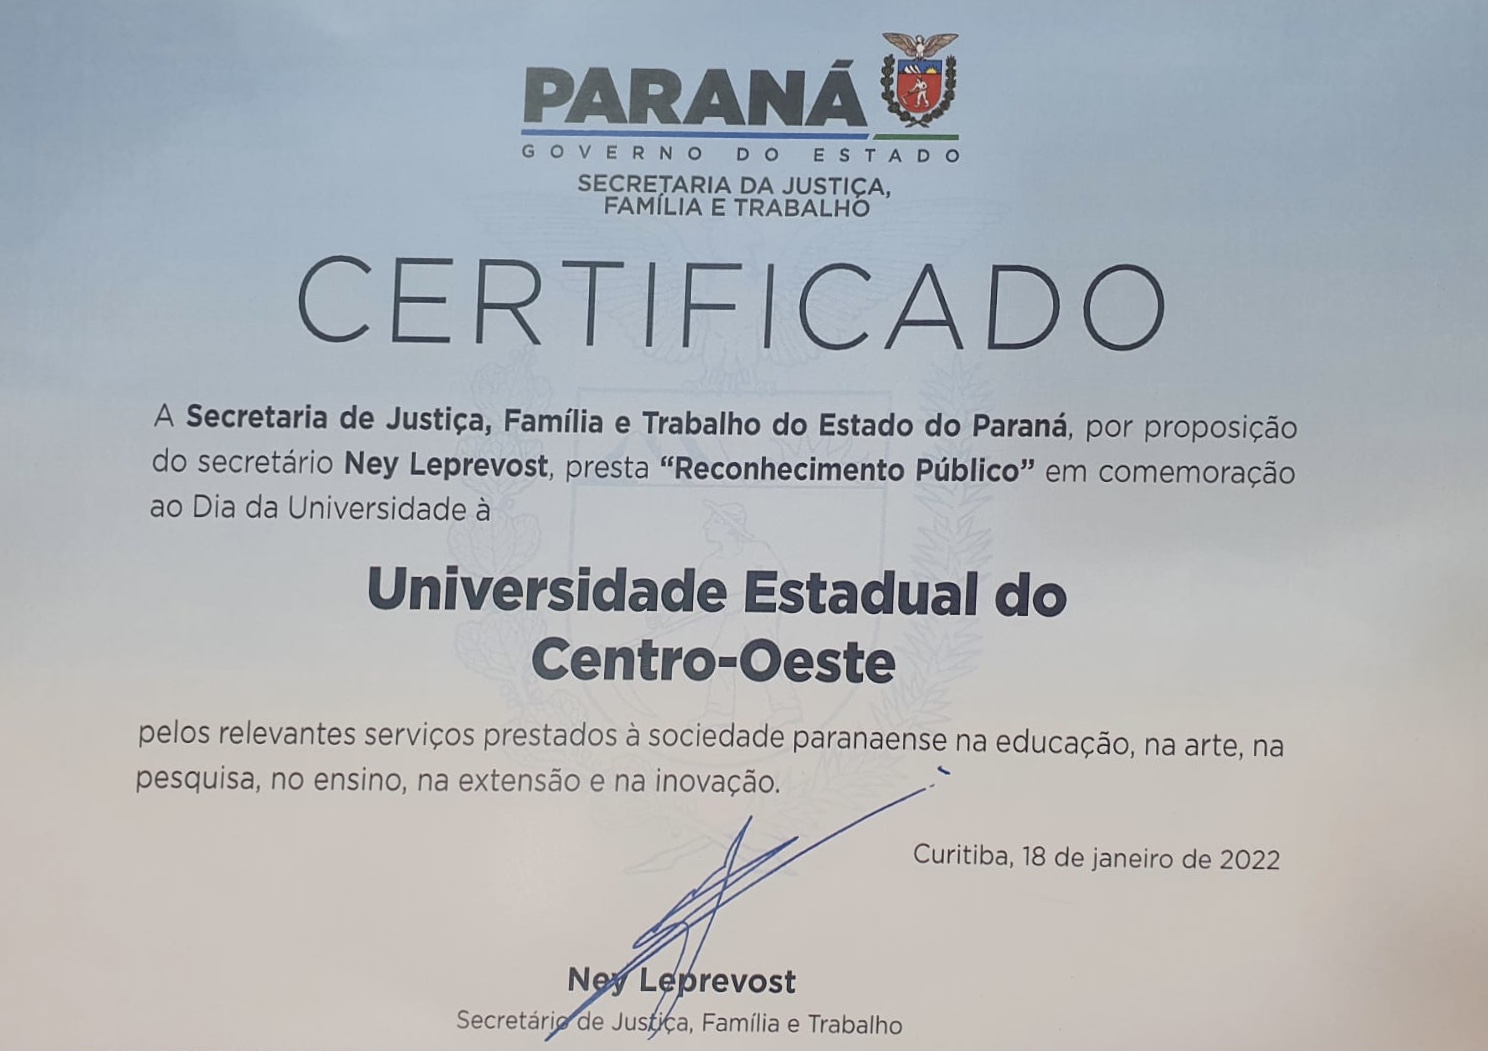 PARANÁ
GOVERNO DO ESTADO
SECRETARIA DA JUSTIÇA,
FAMÍLIA E TRABALHO
CERTIFICADO
A Secretaria de Justiça, Família e Trabalho do Estado do Paraná, por proposição
do secretário Ney Leprevost, presta “Reconhecimento Público” em comemoração
ao Dia da Universidade à
Universidade Estadual do
Centro-Oeste
pelos relevantes serviços prestados à sociedade paranaense na educação, na arte, na
pesquisa, no ensino, na extensão e na inovação.
Curitiba, 18 de janeiro de 2022
Ney Leprevost
Secretário de Justiça, Família e Trabalho